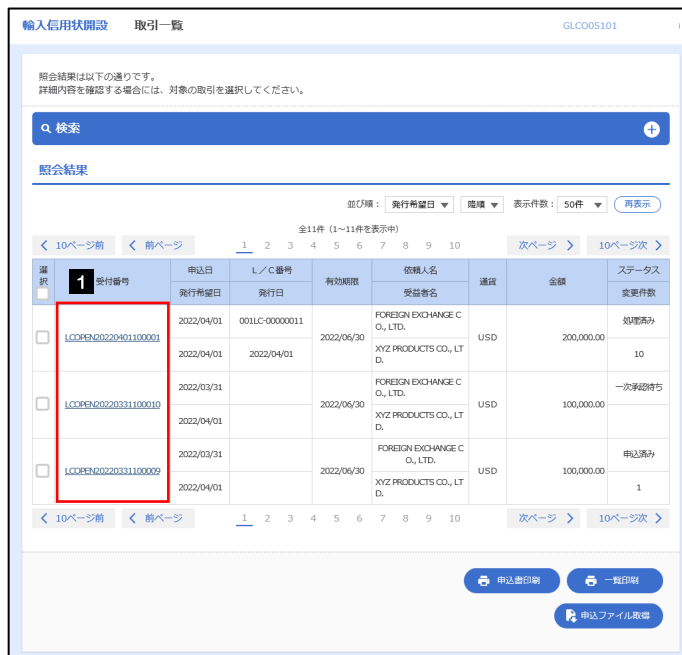 輸入信用状開設 取引一覧 GLCO05101
照会結果は以下の通りです。
詳細内容を確認する場合には、対象の取引を選択してください。
検索
照会結果
並び順： 発行希望日 ▼ 降順 ▼ 表示件数： 50件 ▼ 再表示
全11件（1～11件を表示中）
10ページ前 前ページ 1 2 3 4 5 6 7 8 9 10 次ページ 10ページ次
選択 1 受付番号 申込日 L／C番号 有効期限 依頼人名 通貨 金額 ステータス
発行希望日 発行日 受益者名 変更件数
LCOPEN20220401100001 2022/04/01 001LC-00000011 2022/06/30 FOREIGN EXCHANGE C
O., LTD. USD 200,000.00 処理済み
2022/04/01 2022/04/01 XYZ PRODUCTS CO., LT
D. 10
LCOPEN20220331100010 2022/03/31 2022/06/30 FOREIGN EXCHANGE C
O., LTD. USD 100,000.00 一次承認待ち
2022/04/01 XYZ PRODUCTS CO., LT
D.
LCOPEN20220331100009 2022/03/31 2022/06/30 FOREIGN EXCHANGE C
O., LTD. USD 100,000.00 申込済み
2022/04/01 XYZ PRODUCTS CO., LT
D. 1
10ページ前 前ページ 1 2 3 4 5 6 7 8 9 10 次ページ 10ページ次
申込書印刷 一覧印刷
申込ファイル取得